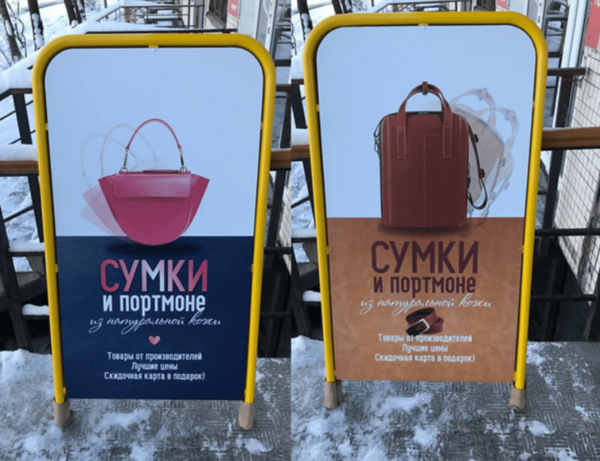 СУМКИ
и портмоне
из натуральной кожи
Товары от производителей
Лучшие цены
Скидочная карта в подарок!
СУМКИ
и портмоне
из натуральной кожи
Товары от производителей
Лучшие цены
Скидочная карта в подарок!